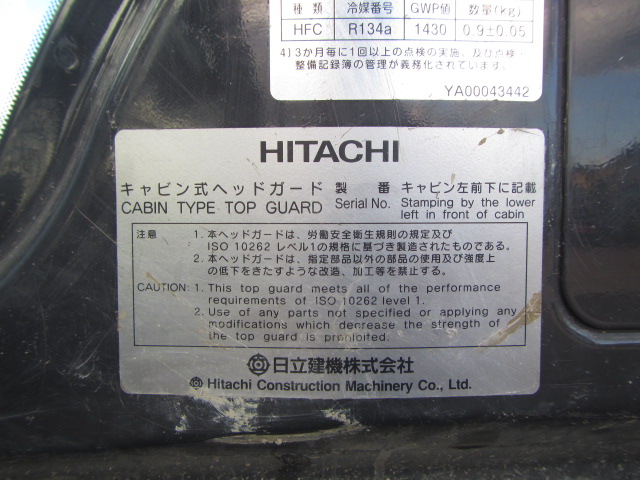 種類 冷媒番号 GWP値 数量(kg)
HFC R134a 1430 0.9±0.05
4)3か月毎に1回以上の点検の実施、及び点検・
整備記録簿の管理が義務化されています。
YA00043442
HITACHI
キャビン式ヘッドガード 製番 キャビン左前下に記載
CABIN TYPE TOP GUARD Serial No. Stamping by the lower
left in front of cabin
注意 1. 本ヘッドガードは、労働安全衛生規則の規定及び
ISO 10262 レベル1の規格に基づき製造されたものである。
2. 本ヘッドガードは、指定部品以外の部品の使用及び強度上
の低下をきたすような改造、加工等を禁止する。
CAUTION: 1. This top guard meets all of the performance
requirements of ISO 10262 level 1.
2. Use of any parts not specified or applying any
modifications which decrease the strength of
the top guard is prohibited.
日立建機株式会社
Hitachi Construction Machinery Co., Ltd.